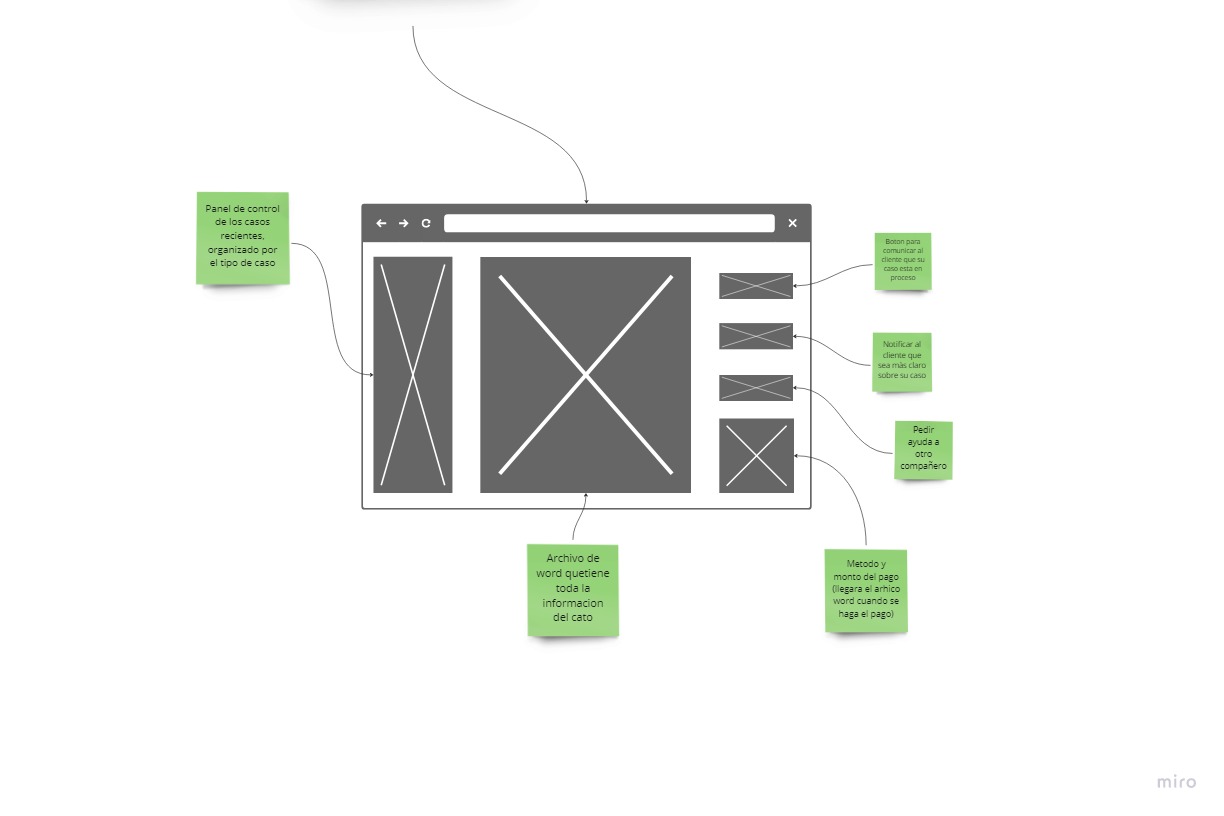 Panel de control
de los casos
recientes,
organizado por
el tipo de caso
Boton para
comunicar al
cliente que su
caso esta en
proceso
Notificar al
cliente que
sea màs claro
sobre su caso
Pedir
ayuda a
otro
compañero
Archivo de
word quetiene
toda la
informacion
del cato
Metodo y
monto del pago
(llegara el arhico
word cuando se
haga el pago)
miro